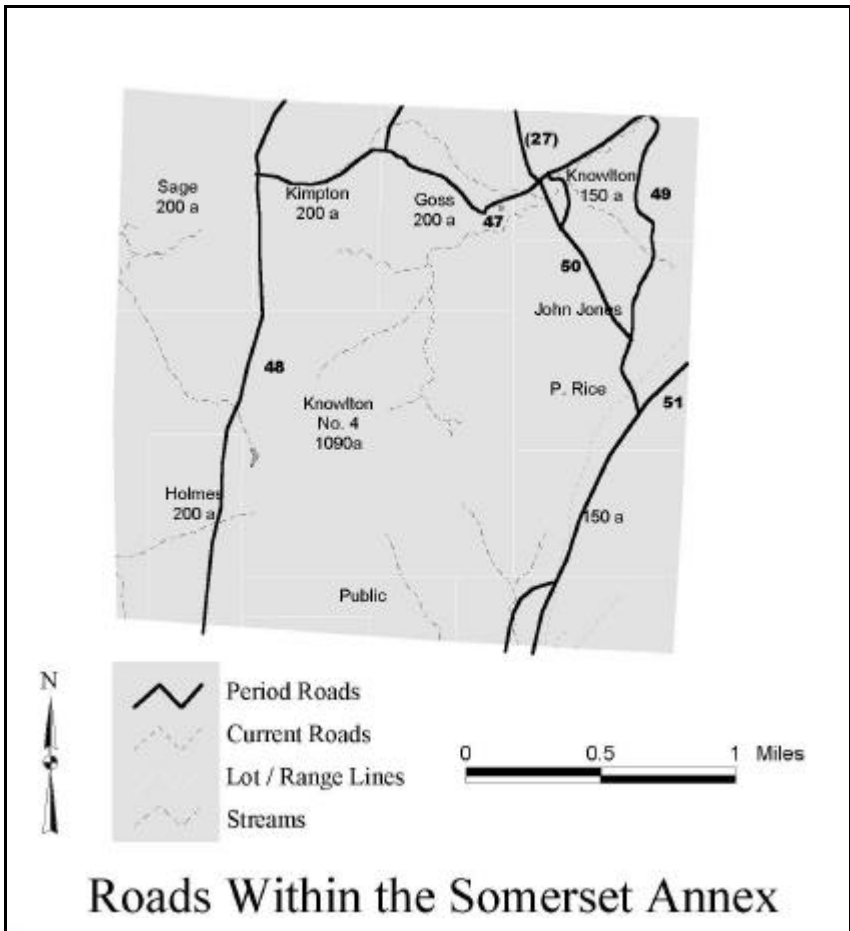 (27)
Sage
200 a
Kimpton
200 a
Goss
200 a
Knowlton
150 a
49
47
50
John Jones
48
P. Rice
51
Knowlton
No. 4
1090a
Holmes
200 a
150 a
Public
N
Period Roads
Current Roads
Lot / Range Lines
Streams
0 0.5 1 Miles
Roads Within the Somerset Annex